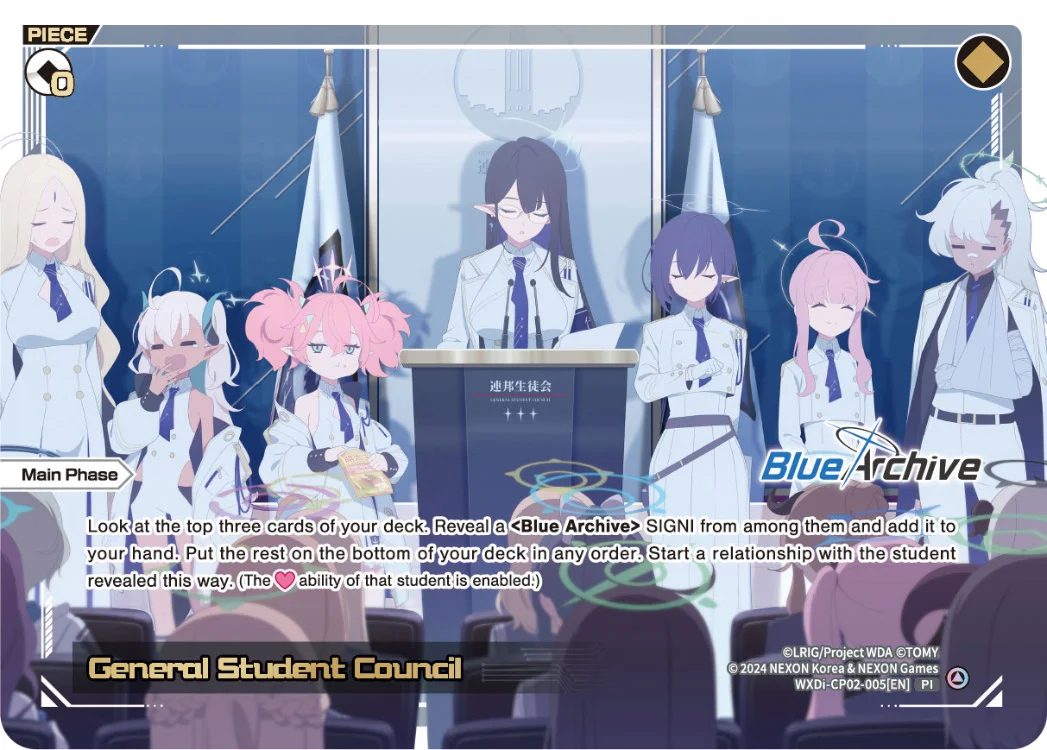 PIECE
0
連邦生徒会
GENERAL STUDENT COUNCIL
Main Phase
Blue Archive
Look at the top three cards of your deck. Reveal a <Blue Archive> SIGNI from among them and add it to
your hand. Put the rest on the bottom of your deck in any order. Start a relationship with the student
revealed this way. (The ability of that student is enabled.)
General Student Council
©LRIG/Project WDA ©TOMY
© 2024 NEXON Korea & NEXON Games
WXDi-CP02-005[EN] PI